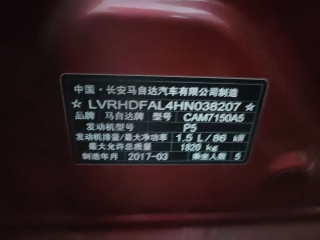 中国·长安马自达汽车有限公司制造
★ LVRHDFAL4HN038207 ★
品牌 马自达牌 型号 CAM7150A5
发动机型号 P5
发动机排量/最大净功率 1.5 L/86 kW
最大允许总质量 1820 kg
制造年月 2017-03 乘坐人数 5